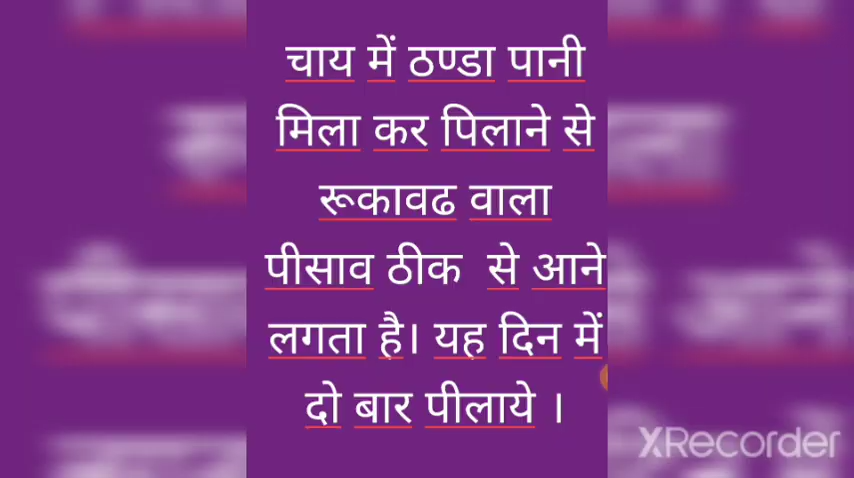 चाय में ठण्डा पानी
मिला कर पिलाने से
रूकावढ वाला
पीसाव ठीक से आने
लगता है। यह दिन में
दो बार पीलाये ।
XRecorder